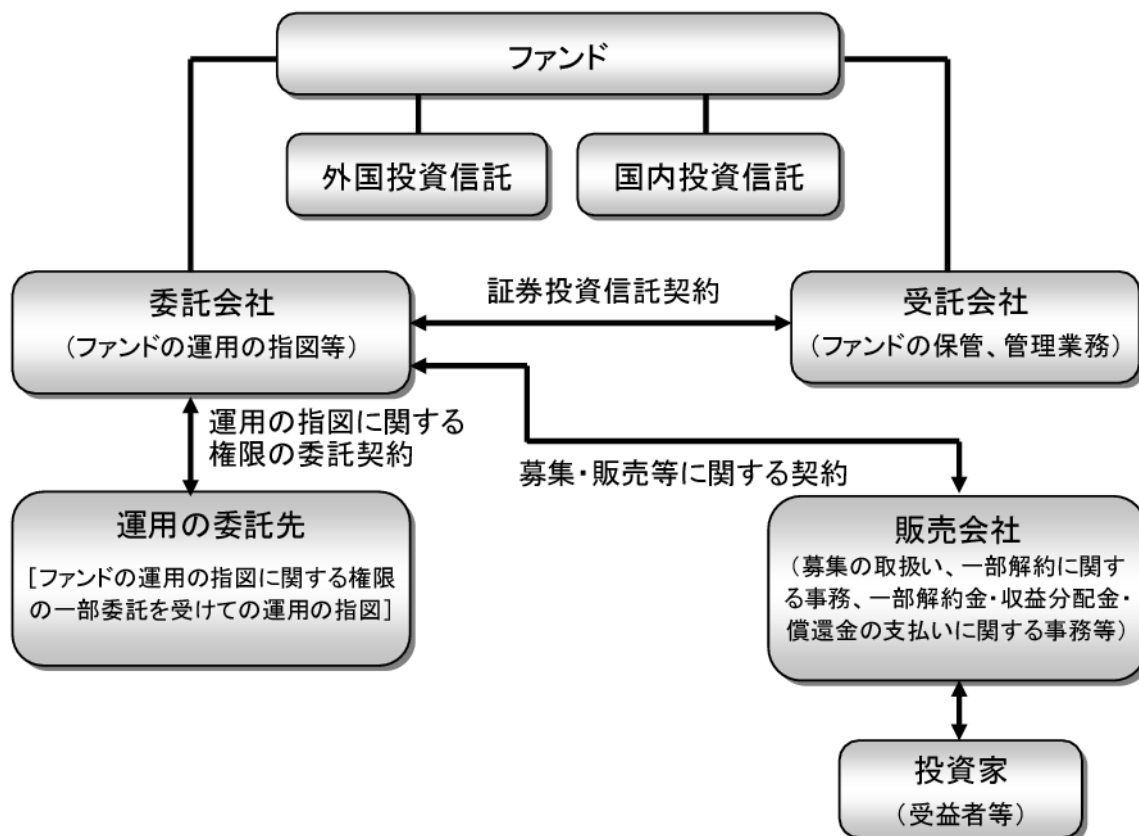 ファンド
外国投資信託
国内投資信託
委託会社
（ファンドの運用の指図等）
証券投資信託契約
受託会社
（ファンドの保管、管理業務）
運用の指図に関する
権限の委託契約
募集・販売等に関する契約
運用の委託先
［ファンドの運用の指図に関する権限
の一部委託を受けての運用の指図］
販売会社
（募集の取扱い、一部解約に関す
る事務、一部解約金・収益分配金・
償還金の支払いに関する事務等）
投資家
（受益者等）